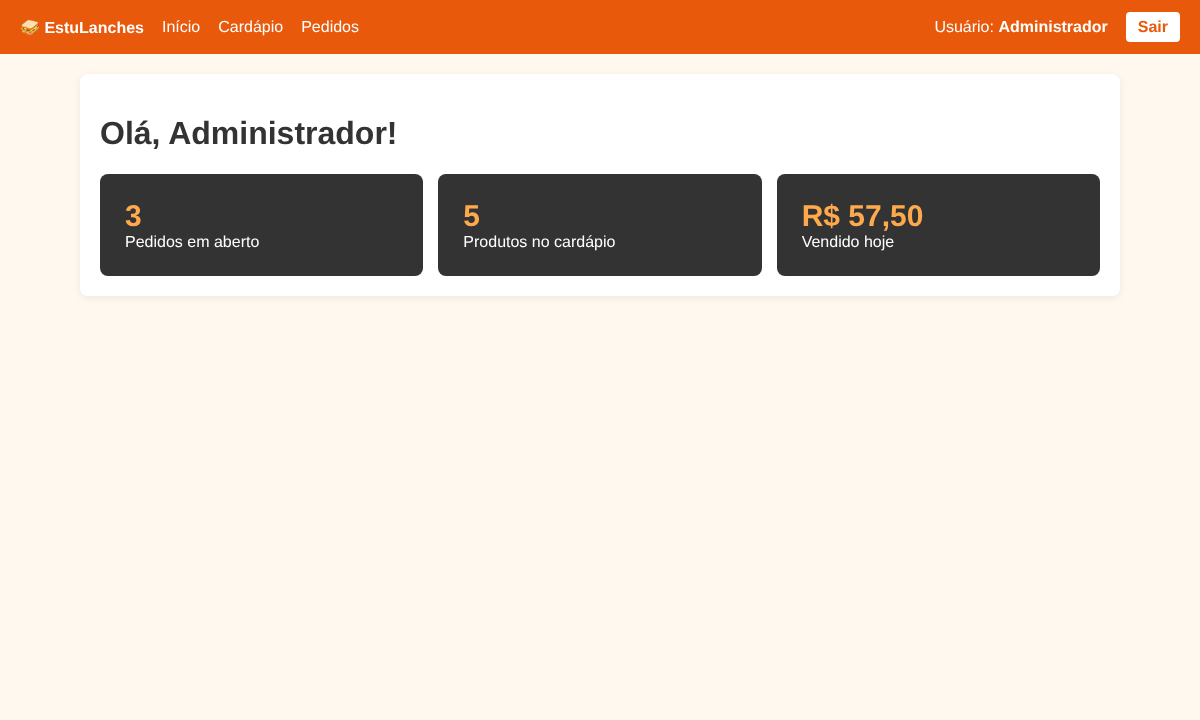 EstuLanches Início Cardápio Pedidos Usuário: Administrador Sair
Olá, Administrador!
3
Pedidos em aberto
5
Produtos no cardápio
R$ 57,50
Vendido hoje